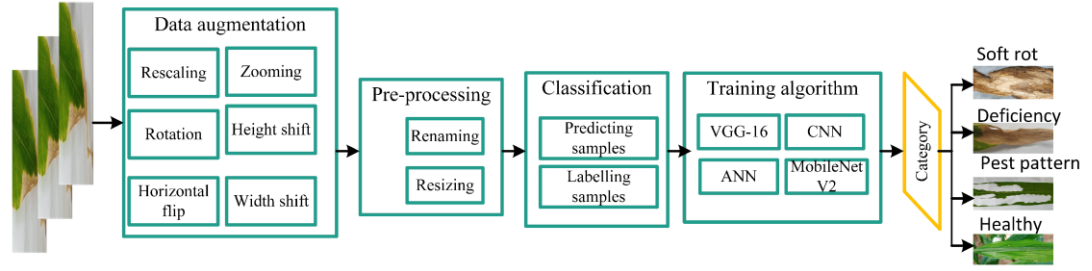 Data augmentation
Rescaling
Zooming
Rotation
Height shift
Horizontal
flip
Width shift
Pre-processing
Renaming
Resizing
Classification
Predicting
samples
Labelling
samples
Training algorithm
VGG-16
CNN
ANN
MobileNet
V2
Category
Soft rot
Deficiency
Pest pattern
Healthy